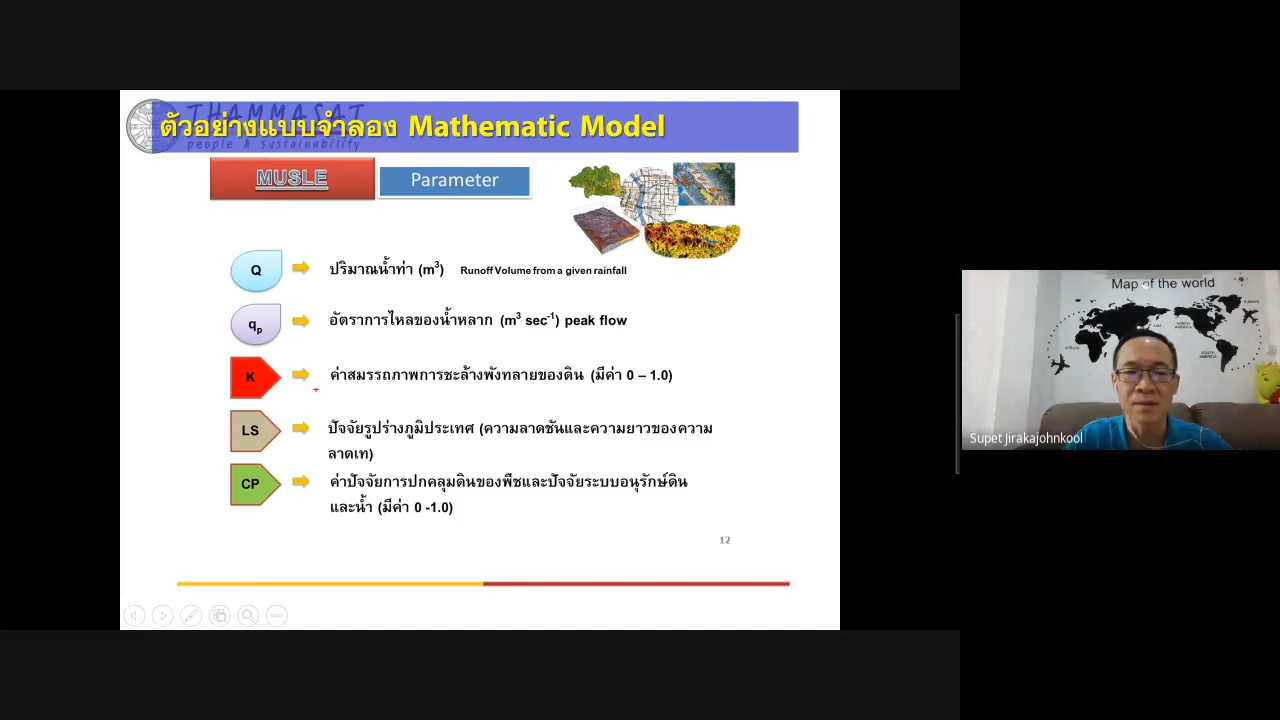 THAMMASAT
ตัวอย่างแบบจำลอง Mathematic Model
people & sustainability
MUSLE
Parameter
Q
ปริมาณน้ำท่า (m³) Runoff Volume from a given rainfall
qp
อัตราการไหลของน้ำหลาก (m³ sec⁻¹) peak flow
K
ค่าสมรรถภาพการชะล้างพังทลายของดิน (มีค่า 0 – 1.0)
LS
ปัจจัยรูปร่างภูมิประเทศ (ความลาดชันและความยาวของความ
ลาดเท)
CP
ค่าปัจจัยการปกคลุมดินของพืชและปัจจัยระบบอนุรักษ์ดิน
และน้ำ (มีค่า 0 -1.0)
12
Map of the world
EUROPE
ASIA
NORTH-
AMERICA
AFRICA
SOUTH-
AMERICA
Supet Jirakajohnkool